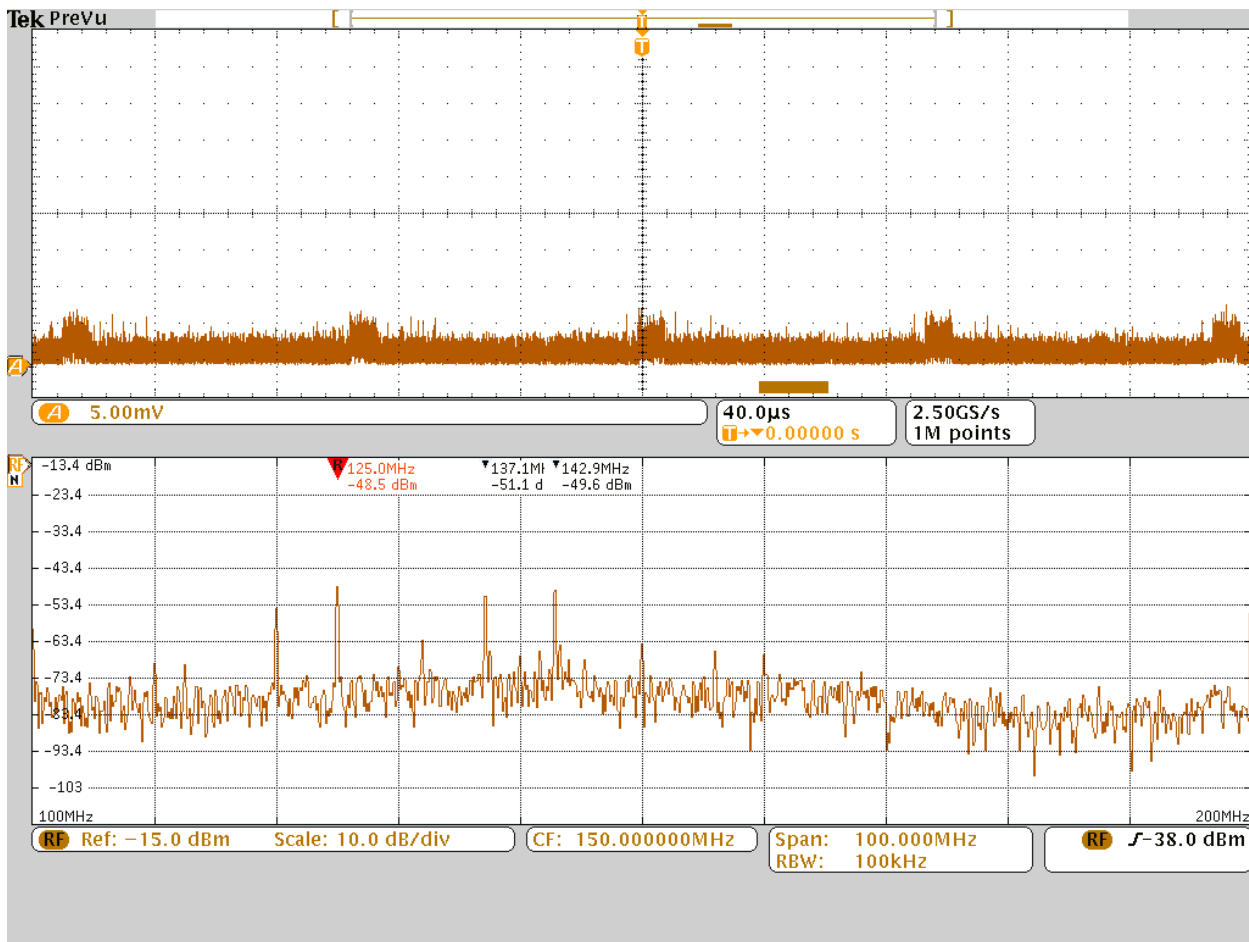 Tek PreVu
T
T
A
A 5.00mV
40.0µs
T→▼0.00000 s
2.50GS/s
1M points
RF
N
-13.4 dBm
-23.4
-33.4
-43.4
-53.4
-63.4
-73.4
-83.4
-93.4
-103
R
125.0MHz
-48.5 dBm
137.1MH
-51.1 d
142.9MHz
-49.6 dBm
100MHz
200MHz
RF Ref: -15.0 dBm Scale: 10.0 dB/div
CF: 150.000000MHz
Span: 100.000MHz
RBW: 100kHz
RF -38.0 dBm